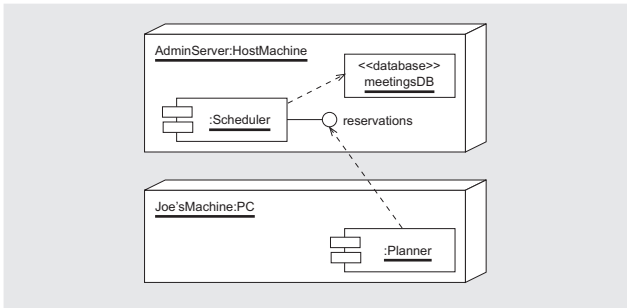 AdminServer:HostMachine
<<database>>
meetingsDB
:Scheduler
reservations
Joe'sMachine:PC
:Planner